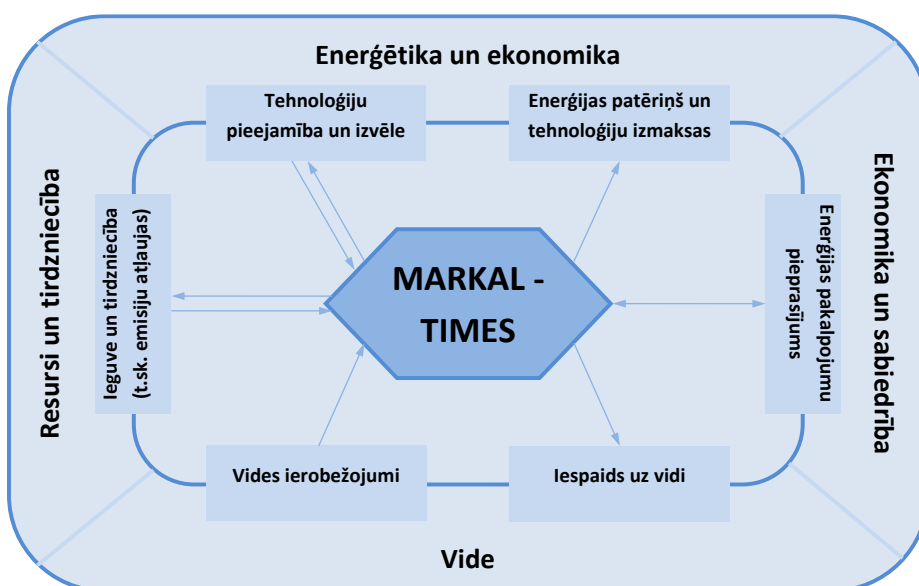 Enerģētika un ekonomika
Tehnoloģiju
pieejamība un izvēle
Enerģijas patēriņš un
tehnoloģiju izmaksas
Resursi un tirdzniecība
Ieguve un tirdzniecība
(t.sk. emisiju atļaujas)
MARKAL -
TIMES
Enerģijas pakalpojumu
pieprasījums
Ekonomika un sabiedrība
Vides ierobežojumi
Iespaids uz vidi
Vide